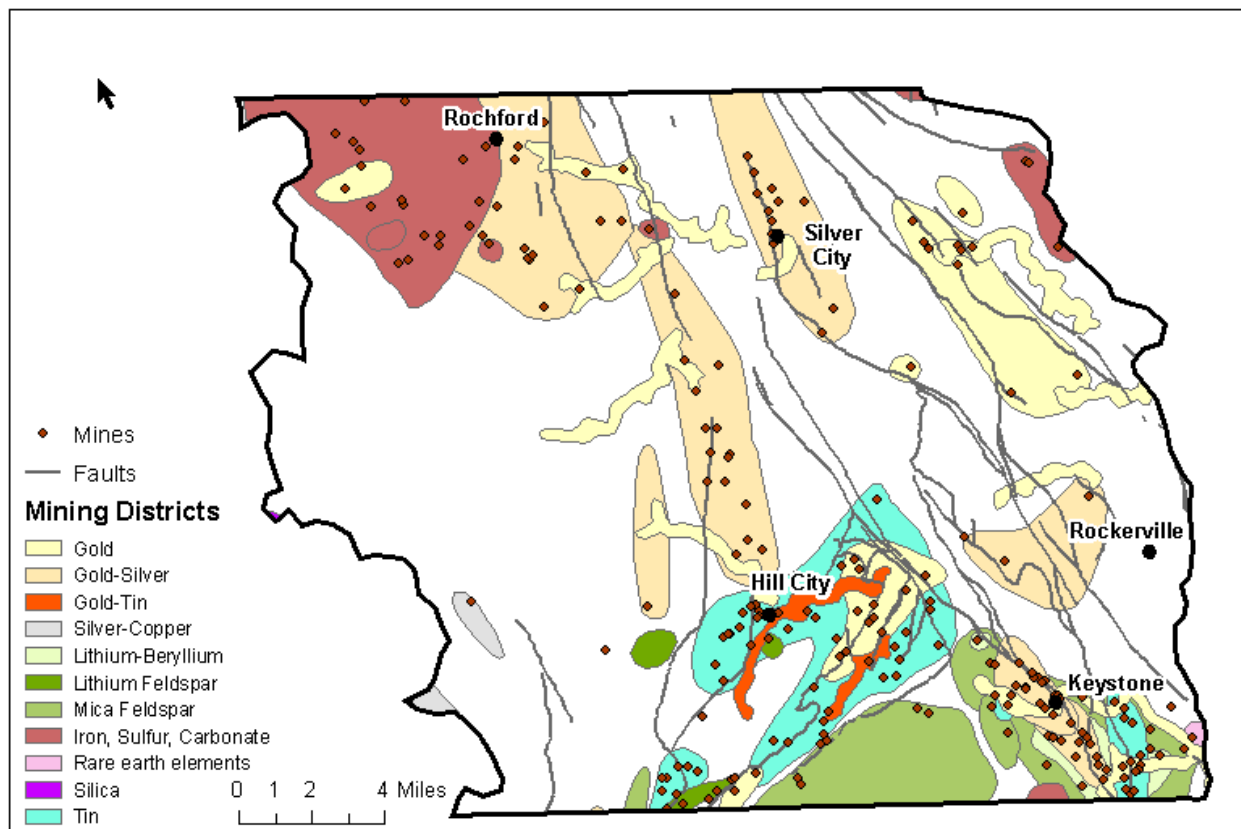 Rochford
Silver
City
Mines
Faults
Mining Districts
Gold
Gold-Silver
Gold-Tin
Silver-Copper
Lithium-Beryllium
Lithium Feldspar
Mica Feldspar
Iron, Sulfur, Carbonate
Rare earth elements
Silica
Tin
Rockerville
Hill City
Keystone
0 1 2 4 Miles